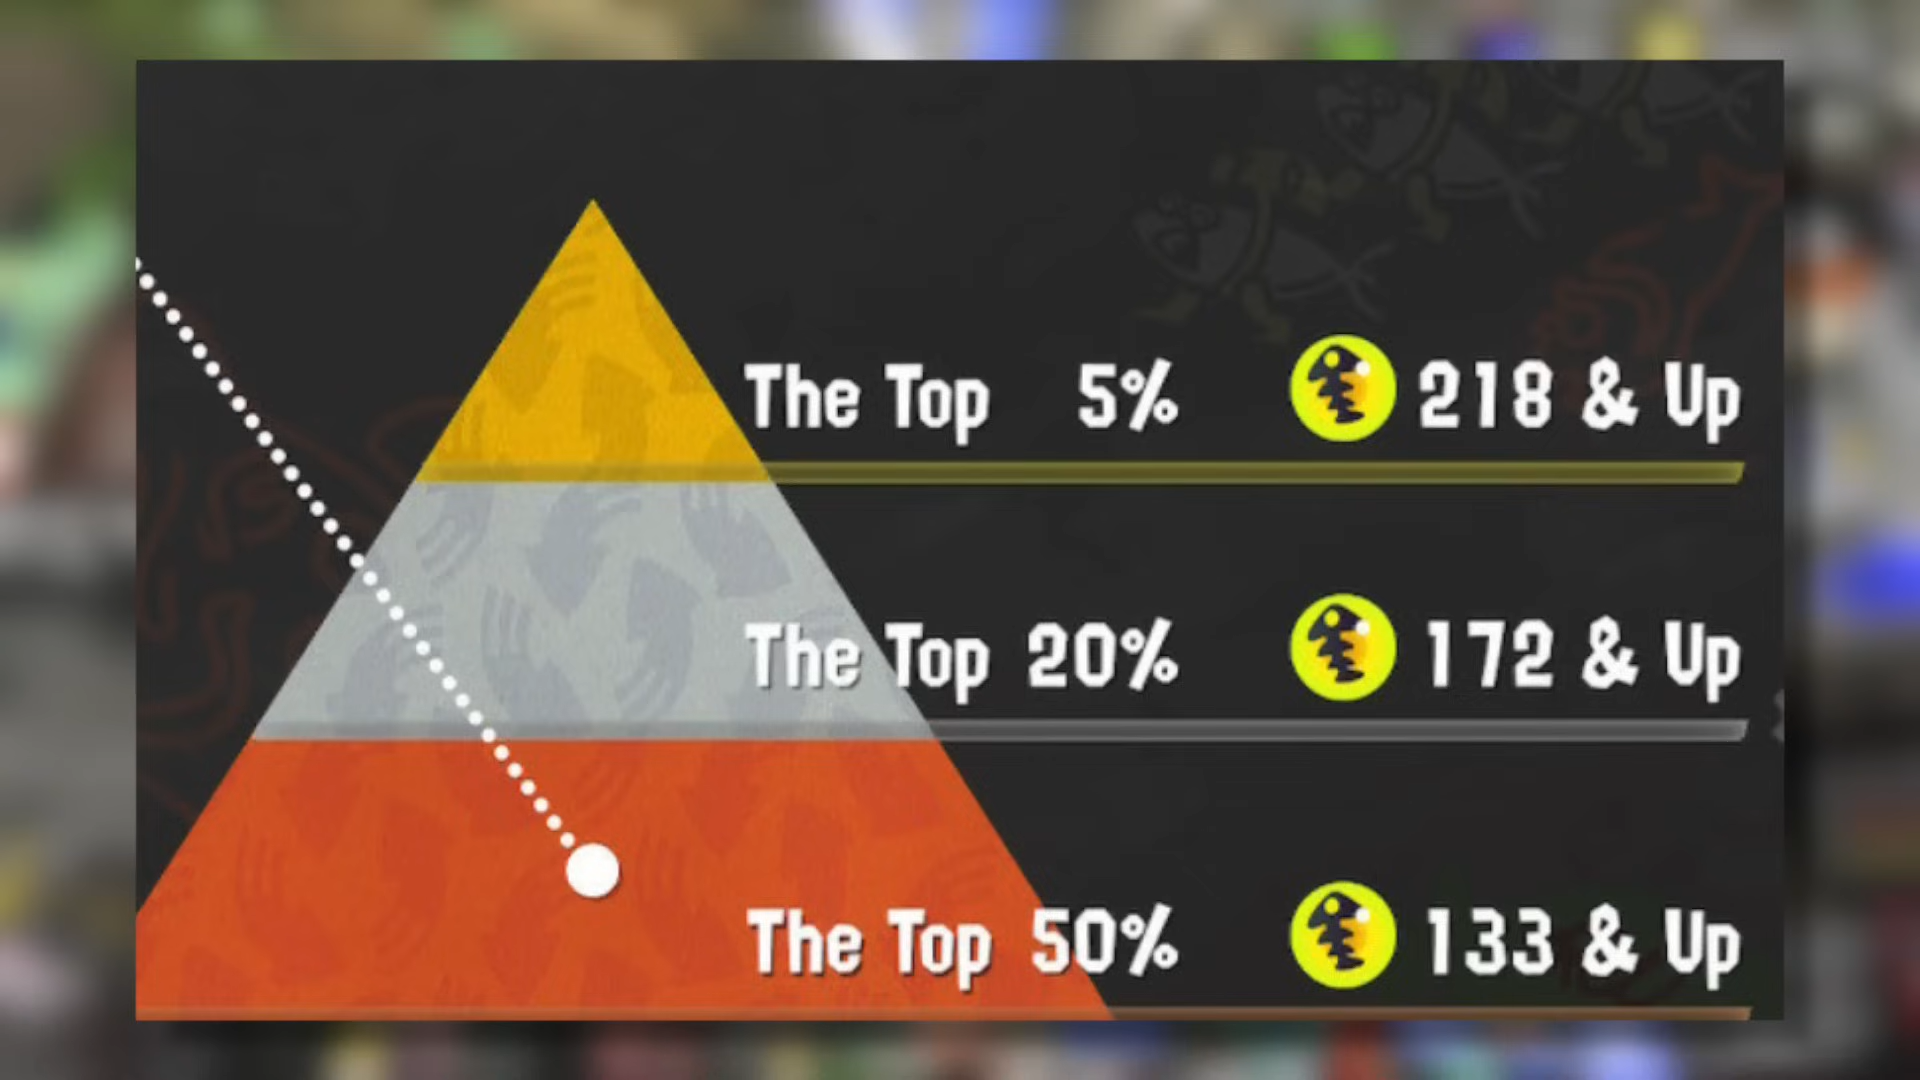 The Top 5% 218 & Up
The Top 20% 172 & Up
The Top 50% 133 & Up